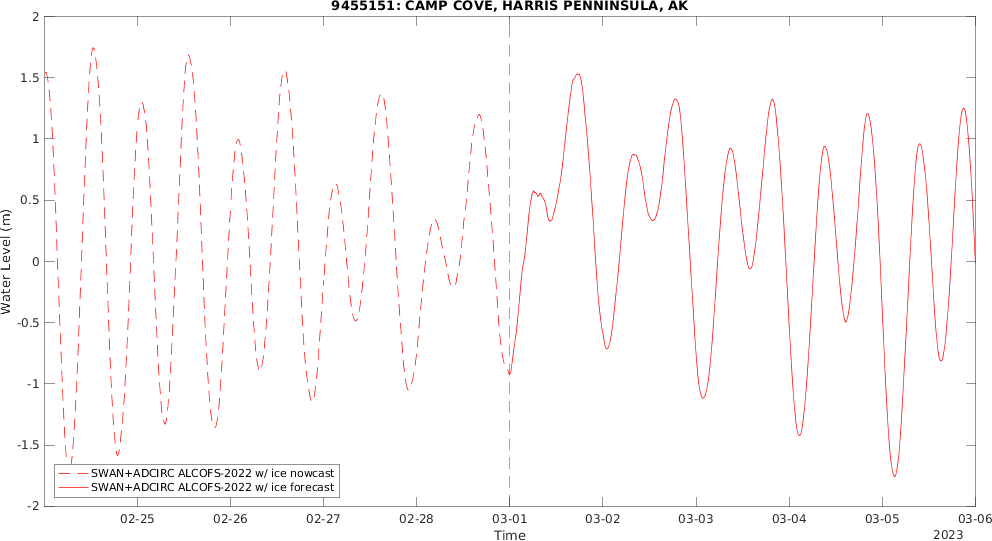 9455151: CAMP COVE, HARRIS PENNINSULA, AK
Water Level (m)
2
1.5
1
0.5
0
-0.5
-1
-1.5
-2
SWAN+ADCIRC ALCOFS-2022 w/ ice nowcast
SWAN+ADCIRC ALCOFS-2022 w/ ice forecast
02-25 02-26 02-27 02-28 03-01 03-02 03-03 03-04 03-05 03-06
Time
2023